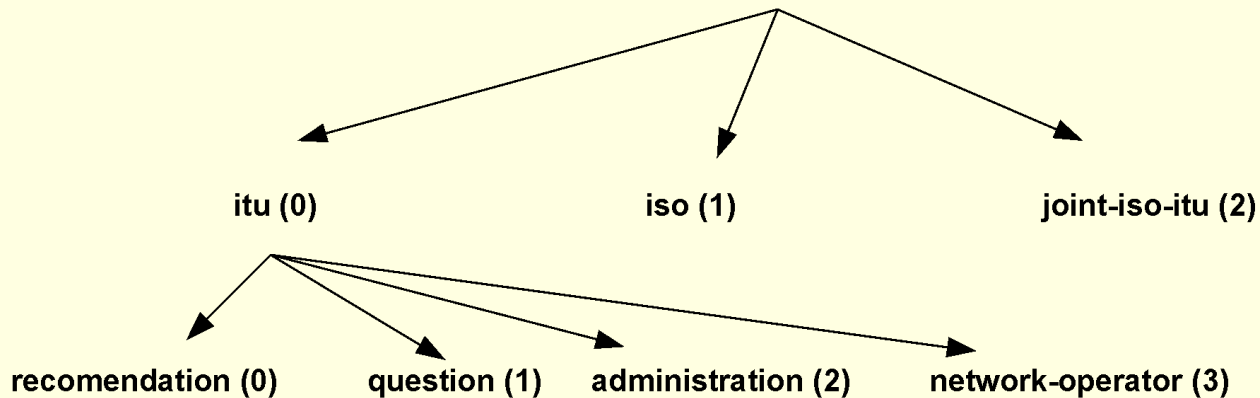 itu (0) iso (1) joint-iso-itu (2)
recomendation (0) question (1) administration (2) network-operator (3)